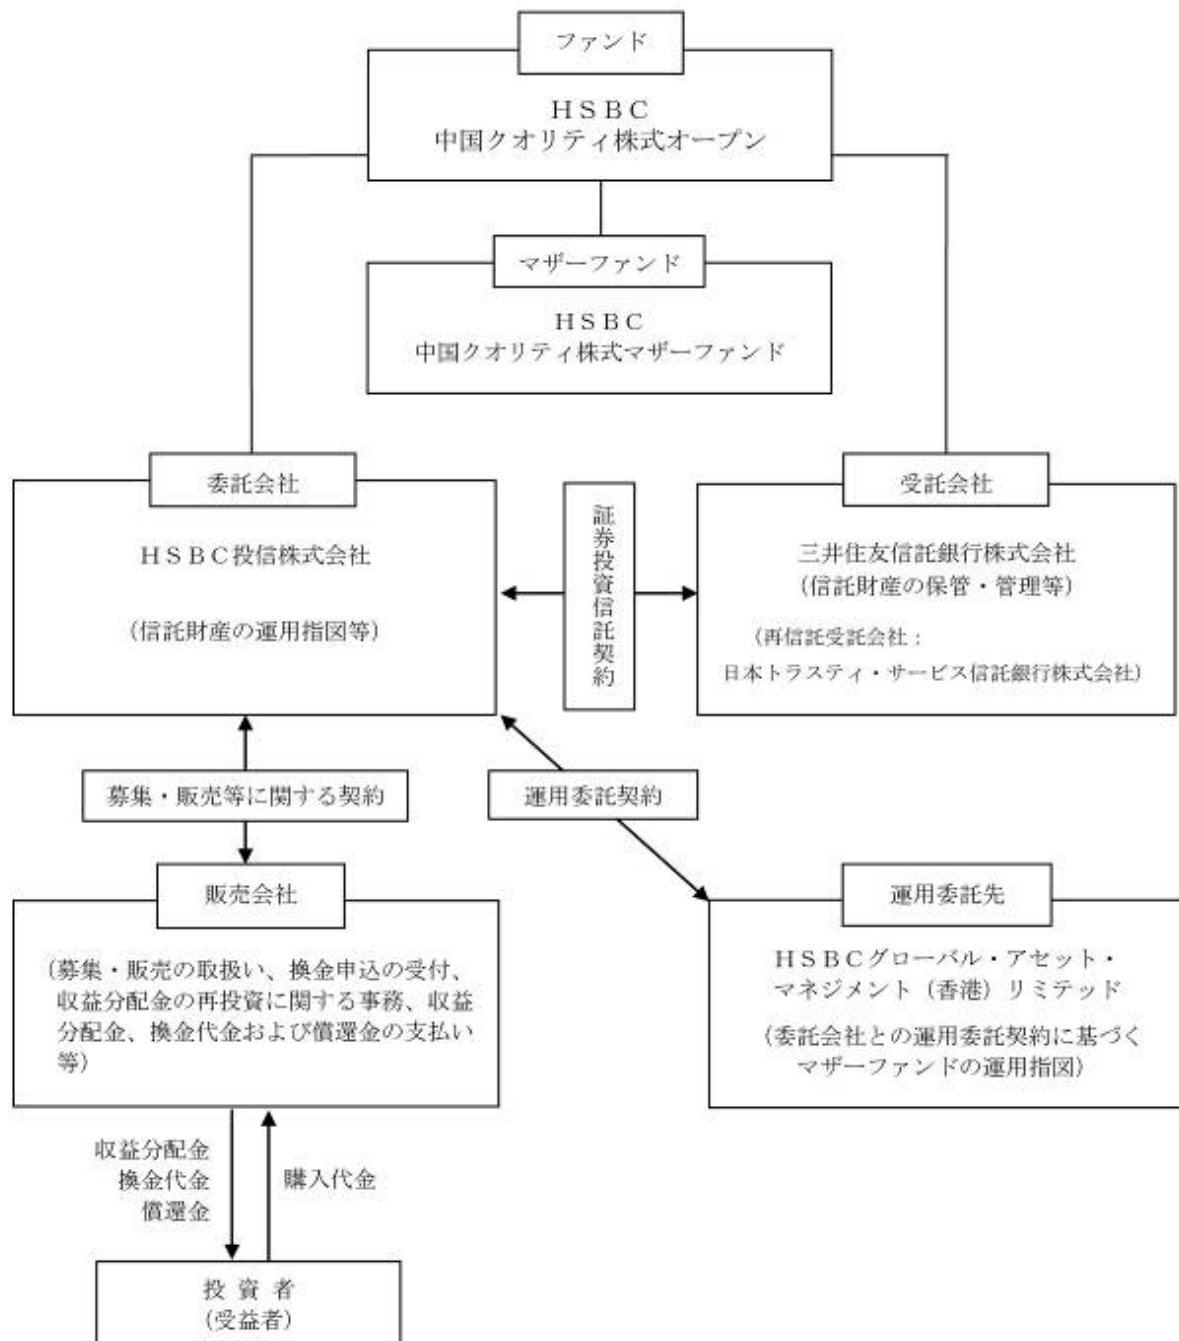 ファンド
HSBC
中国クオリティ株式オープン
マザーファンド
HSBC
中国クオリティ株式マザーファンド
委託会社
HSBC投信株式会社
(信託財産の運用指図等)
証券投資信託契約
受託会社
三井住友信託銀行株式会社
(信託財産の保管・管理等)
(再信託受託会社:
日本トラスティ・サービス信託銀行株式会社)
募集・販売等に関する契約
運用委託契約
販売会社
(募集・販売の取扱い、換金申込の受付、
収益分配金の再投資に関する事務、収益
分配金、換金代金および償還金の支払い
等)
運用委託先
HSBCグローバル・アセット・
マネジメント(香港)リミテッド
(委託会社との運用委託契約に基づく
マザーファンドの運用指図)
収益分配金
換金代金
償還金
購入代金
投資者
(受益者)